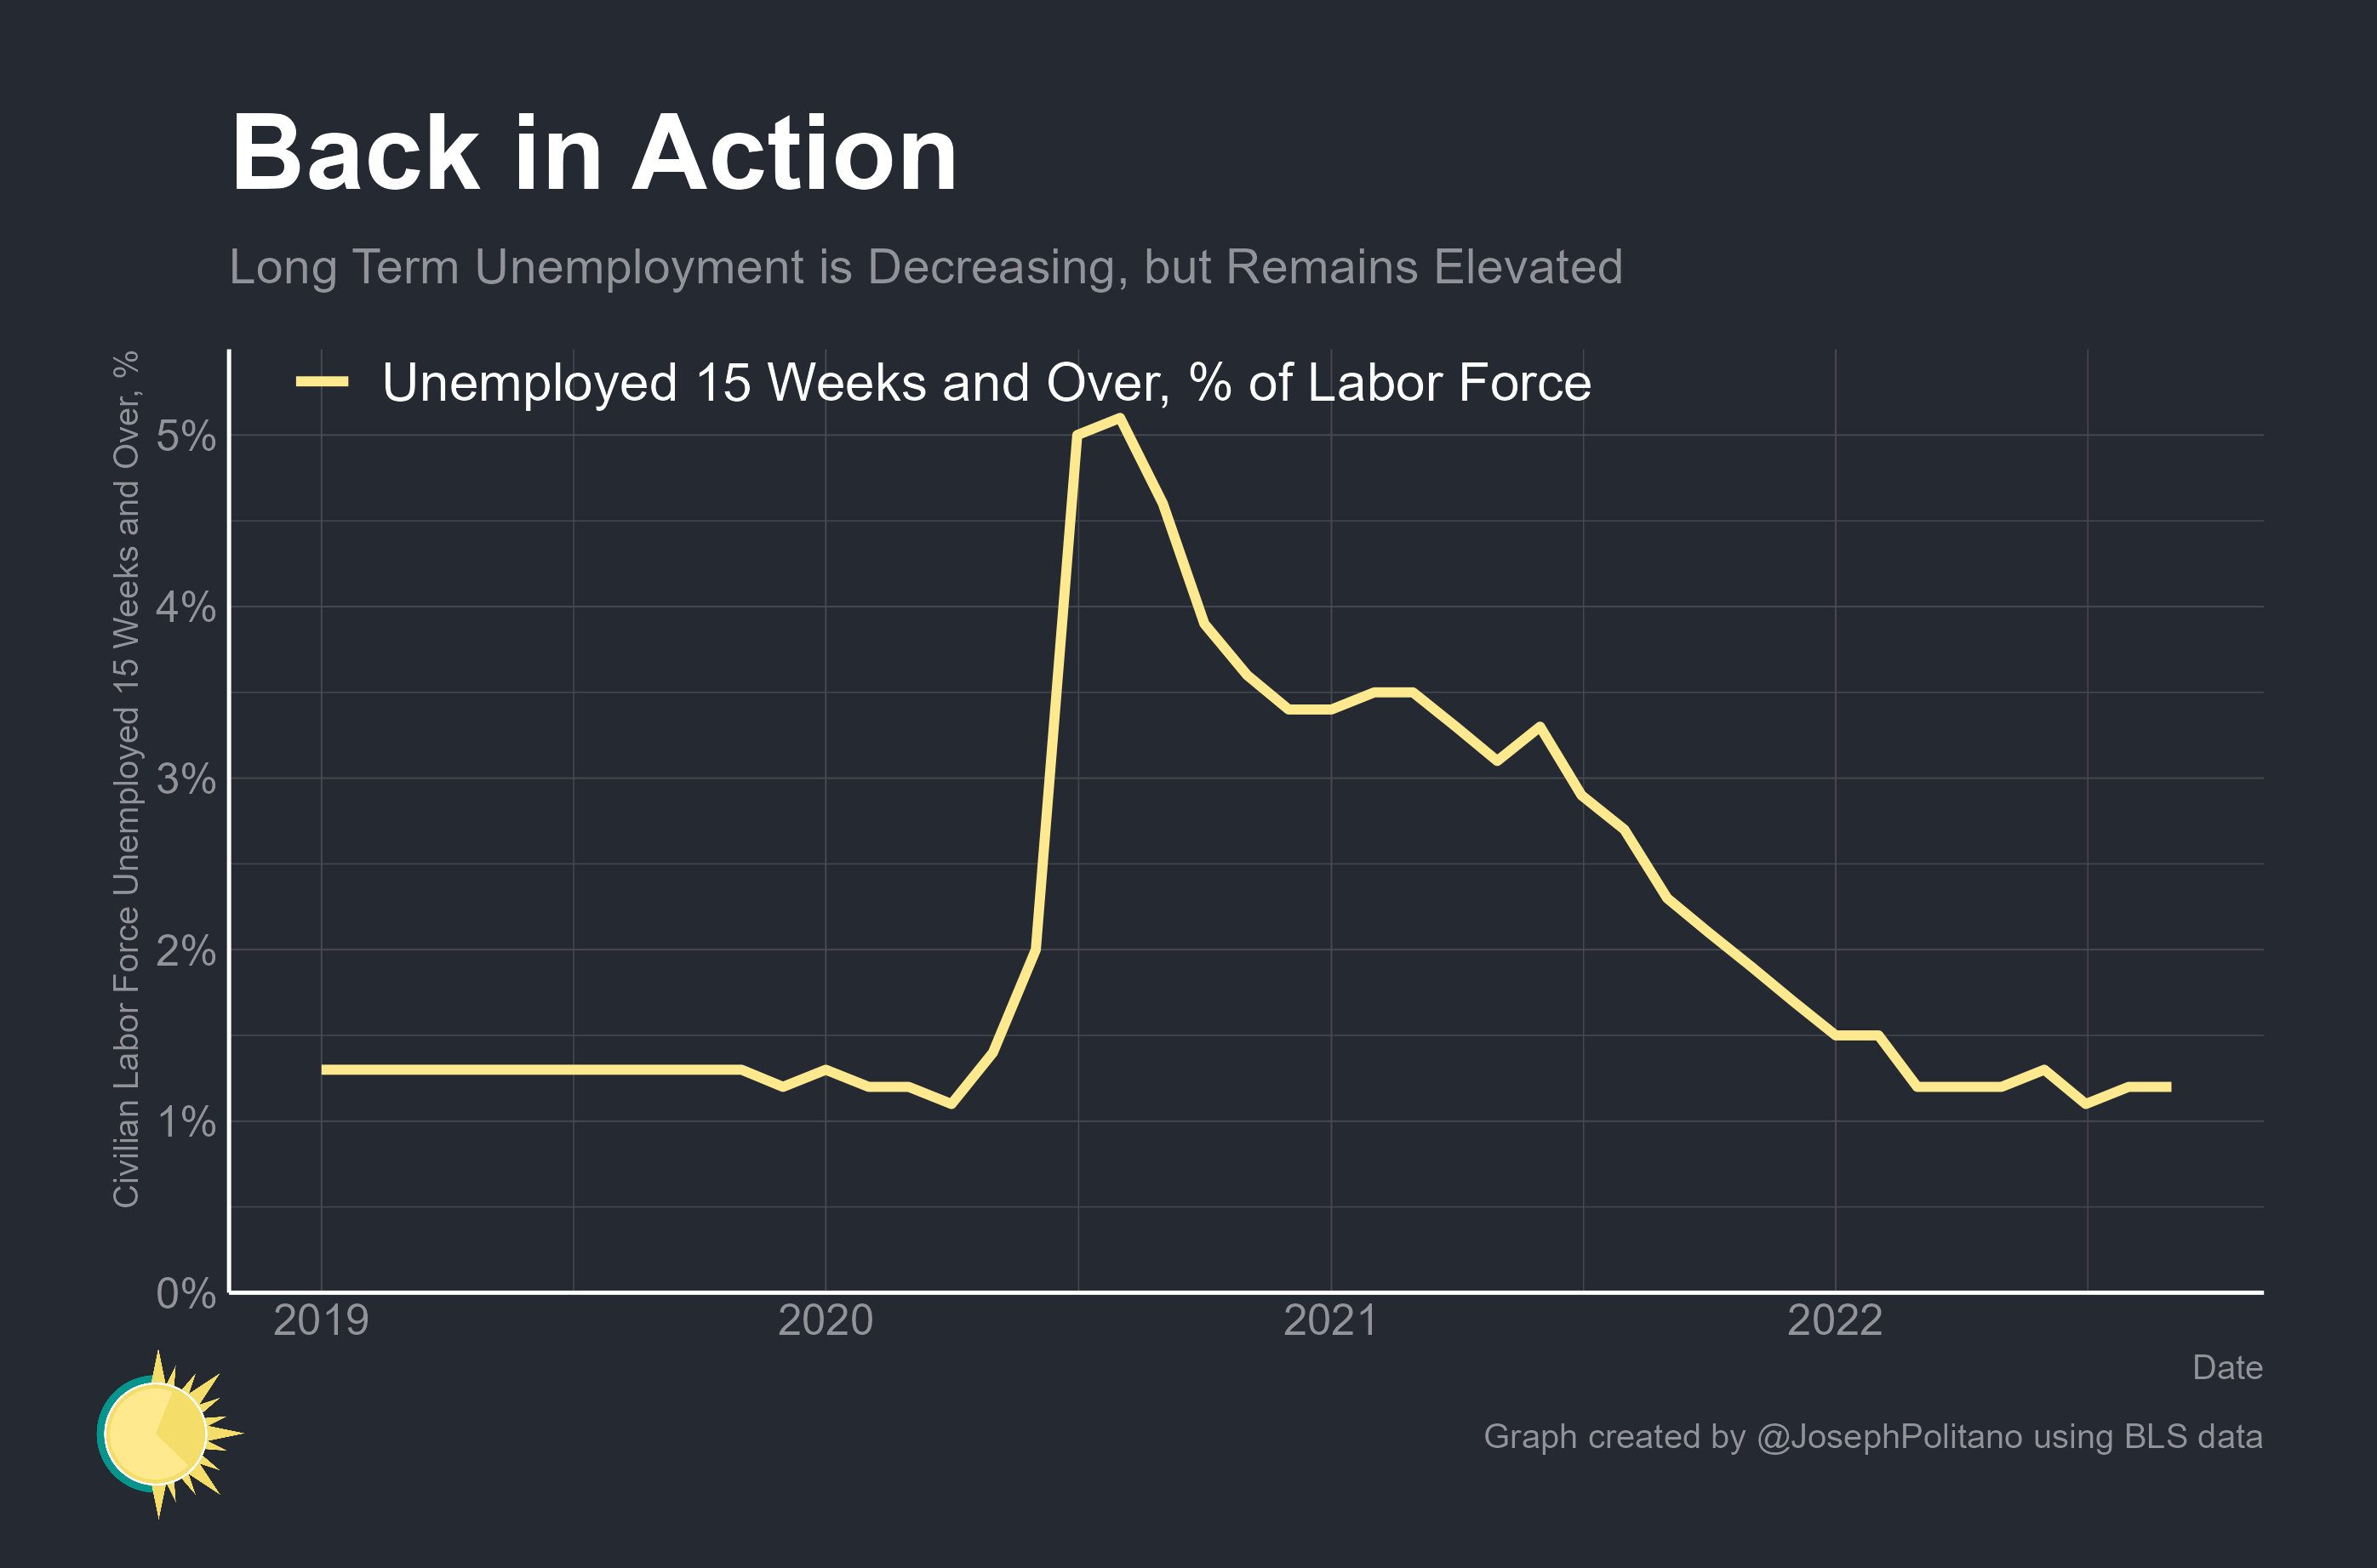 Back in Action
Long Term Unemployment is Decreasing, but Remains Elevated
Unemployed 15 Weeks and Over, % of Labor Force
Civilian Labor Force Unemployed 15 Weeks and Over, %
5%
4%
3%
2%
1%
0%
2019
2020
2021
2022
Date
Graph created by @JosephPolitano using BLS data